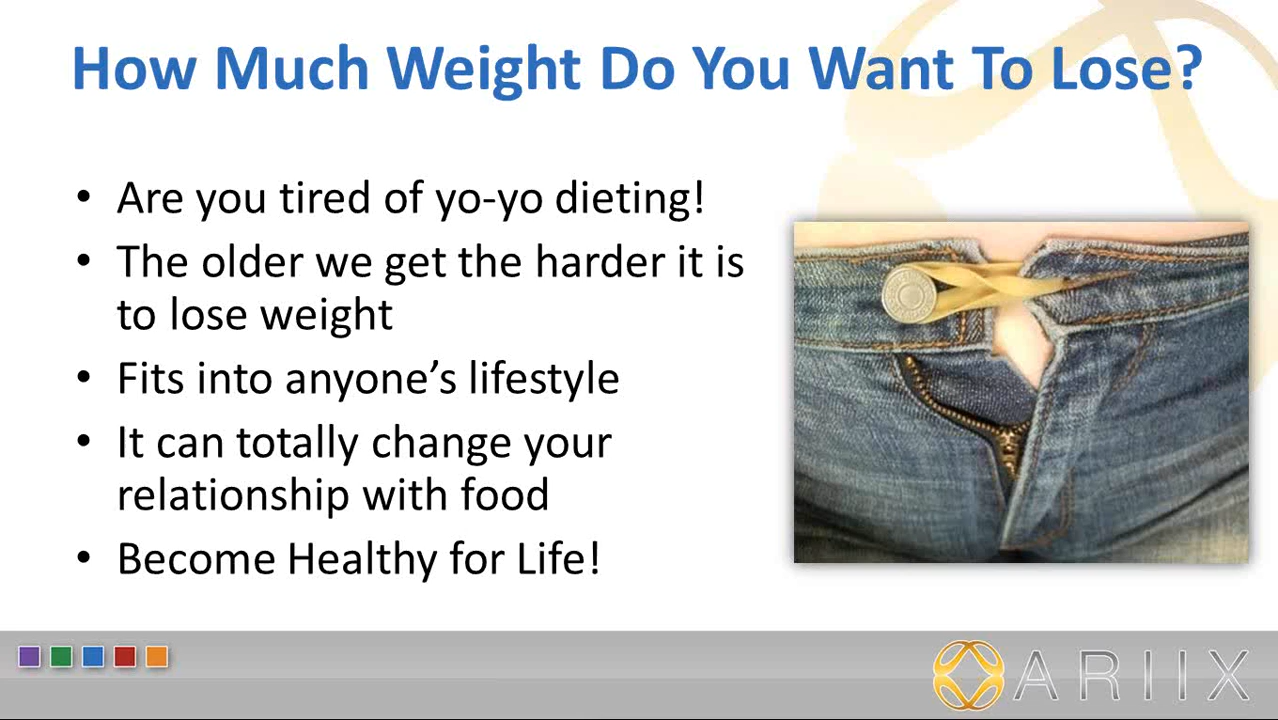 How Much Weight Do You Want To Lose?
• Are you tired of yo-yo dieting!
• The older we get the harder it is
to lose weight
• Fits into anyone’s lifestyle
• It can totally change your
relationship with food
• Become Healthy for Life!
ARIIX